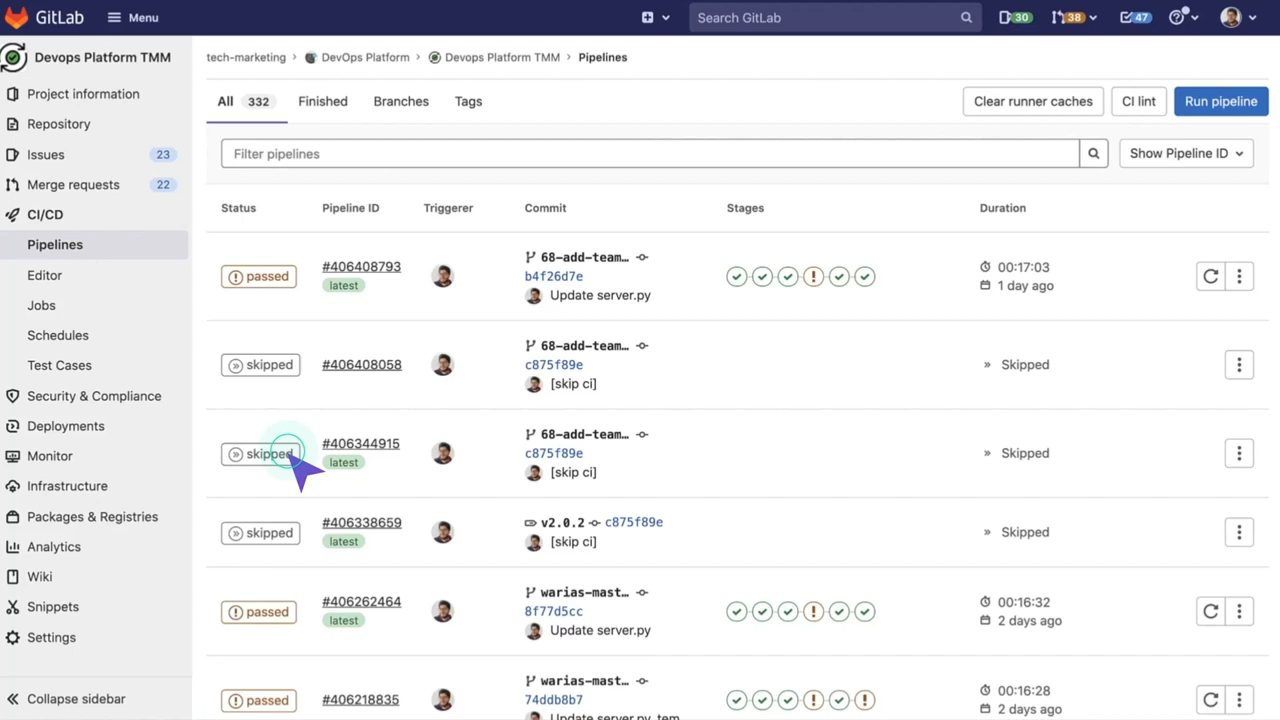 GitLab
Menu
Search GitLab
30
38
47
Devops Platform TMM
Project information
Repository
Issues 23
Merge requests 22
CI/CD
Pipelines
Editor
Jobs
Schedules
Test Cases
Security & Compliance
Deployments
Monitor
Infrastructure
Packages & Registries
Analytics
Wiki
Snippets
Settings
Collapse sidebar
tech-marketing › DevOps Platform › Devops Platform TMM › Pipelines
All 332 Finished Branches Tags
Clear runner caches CI lint Run pipeline
Filter pipelines
Show Pipeline ID
Status Pipeline ID Triggerer Commit Stages Duration
passed #406408793 latest
68-add-team...
b4f26d7e
Update server.py
00:17:03
1 day ago
skipped #406408058
68-add-team...
c875f89e
[skip ci]
Skipped
skipped #406344915 latest
68-add-team...
c875f89e
[skip ci]
Skipped
skipped #406338659 latest
v2.0.2 c875f89e
[skip ci]
Skipped
passed #406262464 latest
warias-mast...
8f77d5cc
Update server.py
00:16:32
2 days ago
passed #406218835
warias-mast...
74ddb8b7
Update server.py, tem
00:16:28
2 days ago